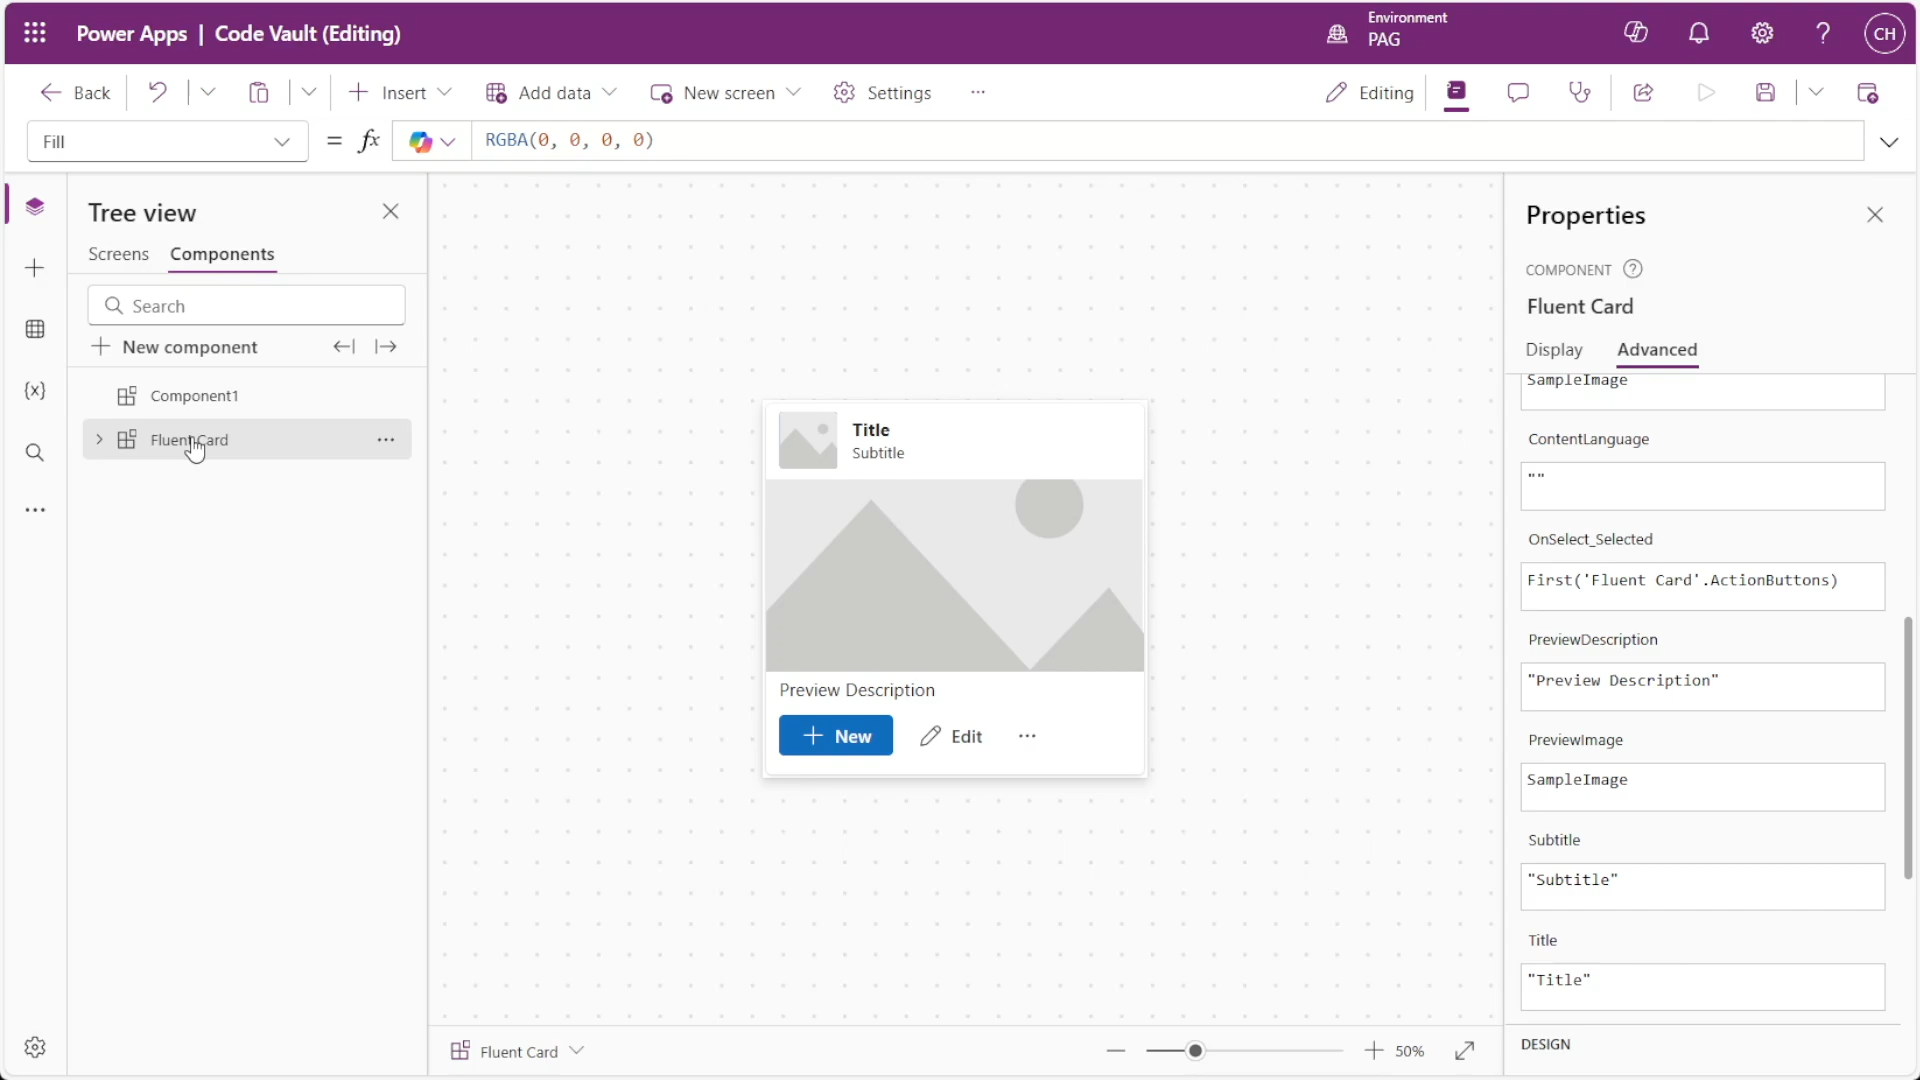 Power Apps | Code Vault (Editing)
Environment
PAG
CH
Back
Insert
Add data
New screen
Settings
Editing
Fill
= fx
RGBA(0, 0, 0, 0)
Tree view
Screens
Components
Search
New component
Component1
Fluent Card
Title
Subtitle
Preview Description
New
Edit
Fluent Card
50%
Properties
COMPONENT ?
Fluent Card
Display
Advanced
SampleImage
ContentLanguage
""
OnSelect_Selected
First('Fluent Card'.ActionButtons)
PreviewDescription
"Preview Description"
PreviewImage
SampleImage
Subtitle
"Subtitle"
Title
"Title"
DESIGN